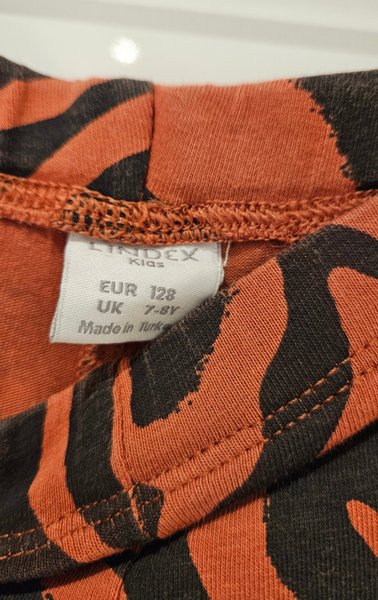 LINDEX
Kids
EUR 128
UK 7-8Y
Made in